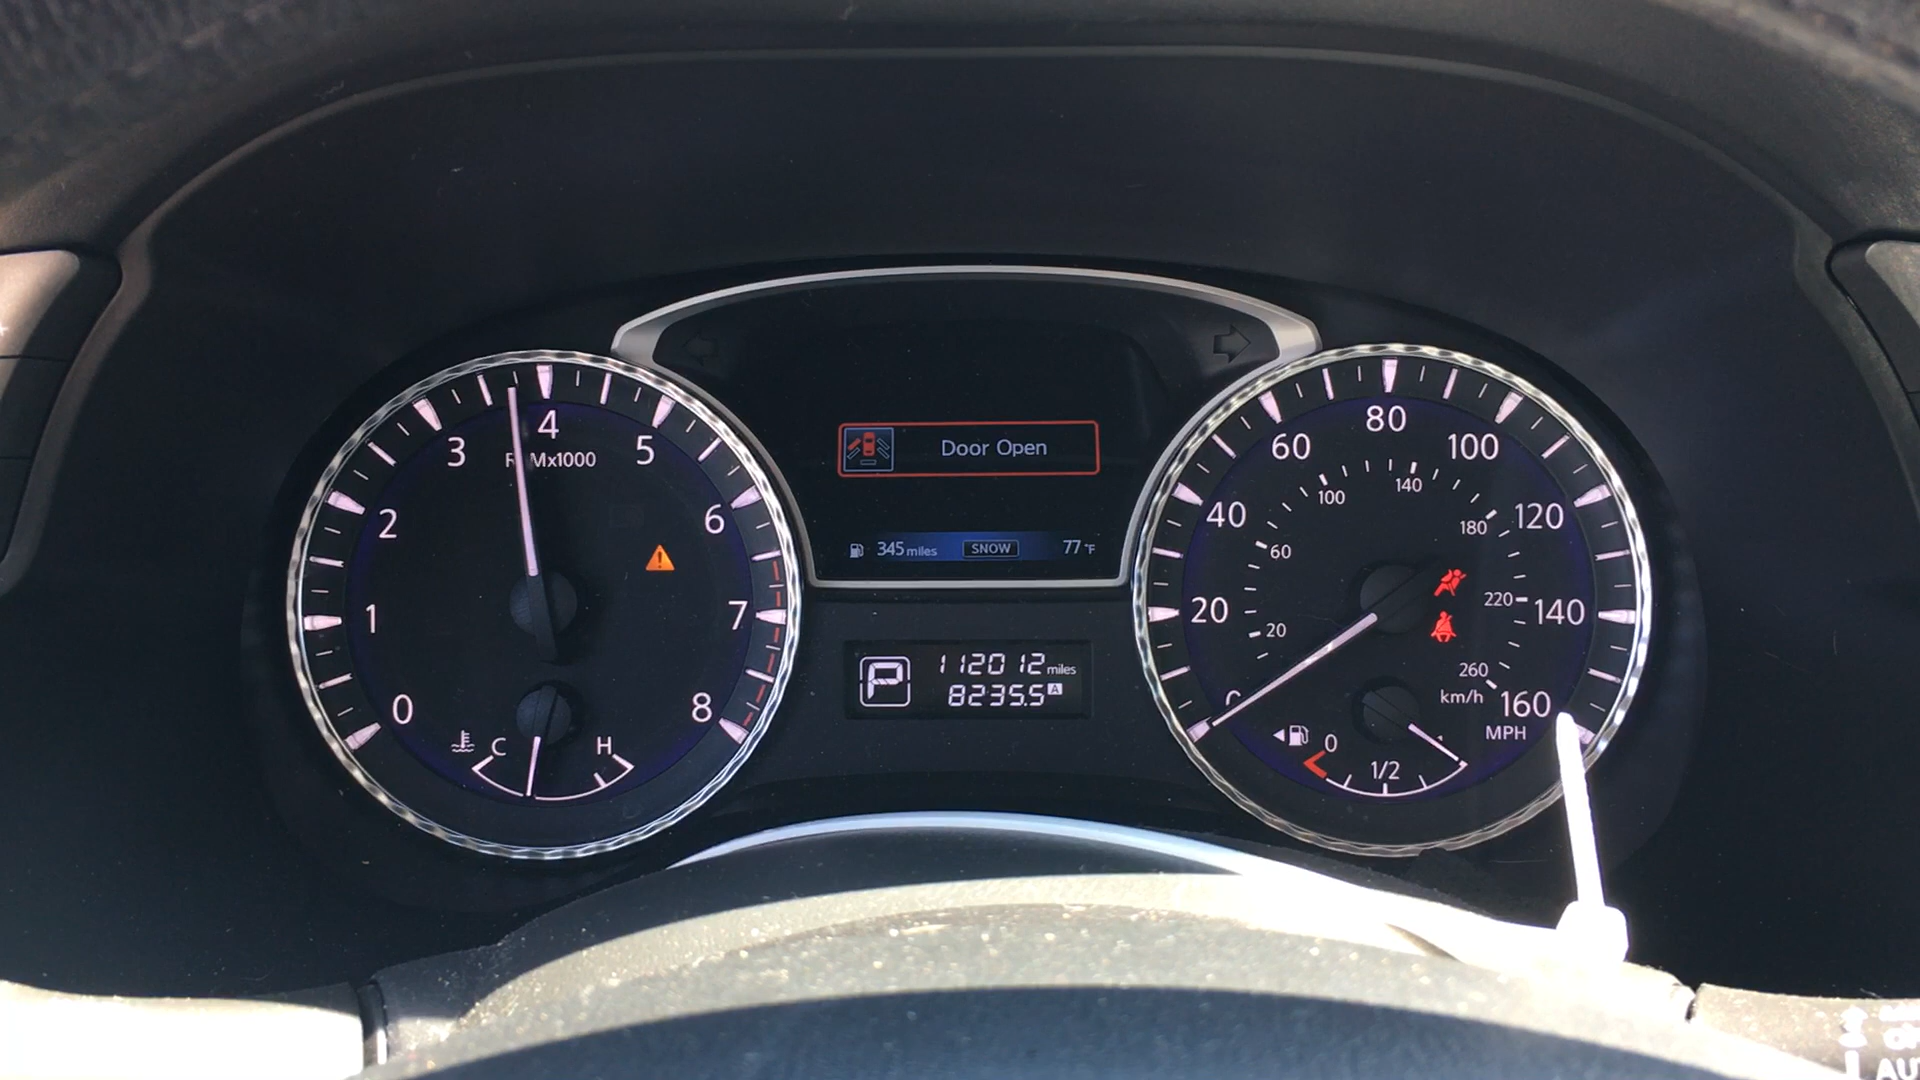 4
3
5
RPMx1000
2
6
1
7
0
8
C
H
Door Open
345 miles
SNOW
77°F
P
112012 miles
8235.5 A
80
60
100
100
140
40
120
180
60
20
220
140
20
260
km/h
160
MPH
0
1/2